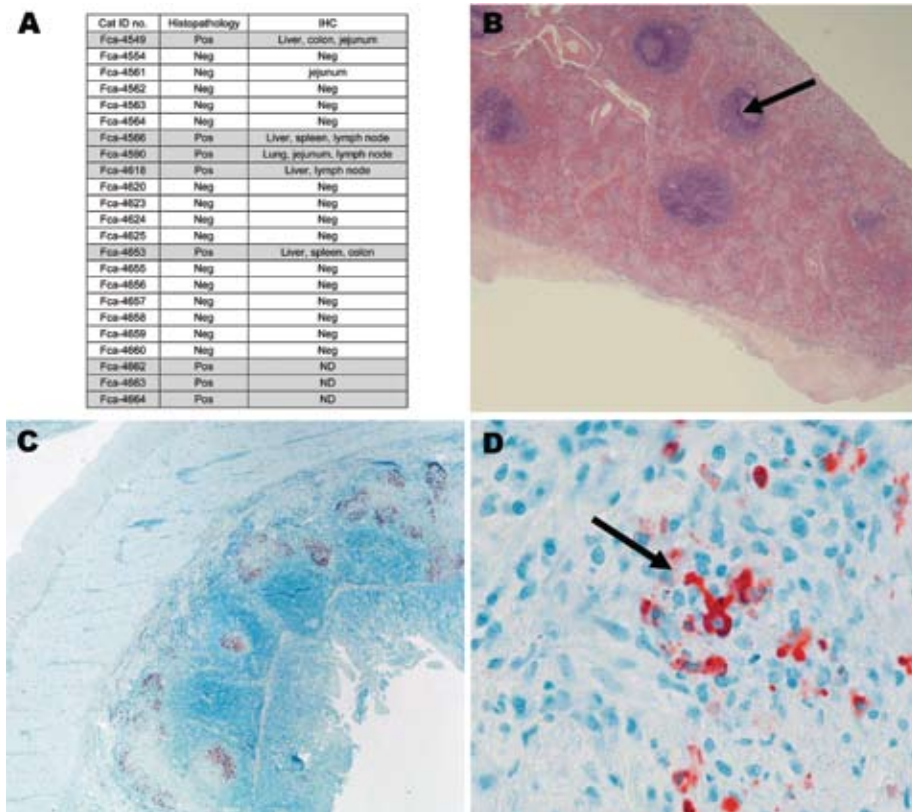 A
Cat ID no. Histopathology IHC
Fca-4549 Pos Liver, colon, jejunum
Fca-4554 Neg Neg
Fca-4561 Neg jejunum
Fca-4562 Neg Neg
Fca-4563 Neg Neg
Fca-4564 Neg Neg
Fca-4566 Pos Liver, spleen, lymph node
Fca-4590 Pos Lung, jejunum, lymph node
Fca-4618 Pos Liver, lymph node
Fca-4620 Neg Neg
Fca-4623 Neg Neg
Fca-4624 Neg Neg
Fca-4625 Neg Neg
Fca-4653 Pos Liver, spleen, colon
Fca-4655 Neg Neg
Fca-4656 Neg Neg
Fca-4657 Neg Neg
Fca-4658 Neg Neg
Fca-4659 Neg Neg
Fca-4660 Neg Neg
Fca-4662 Pos ND
Fca-4663 Pos ND
Fca-4664 Pos ND
B
C
D